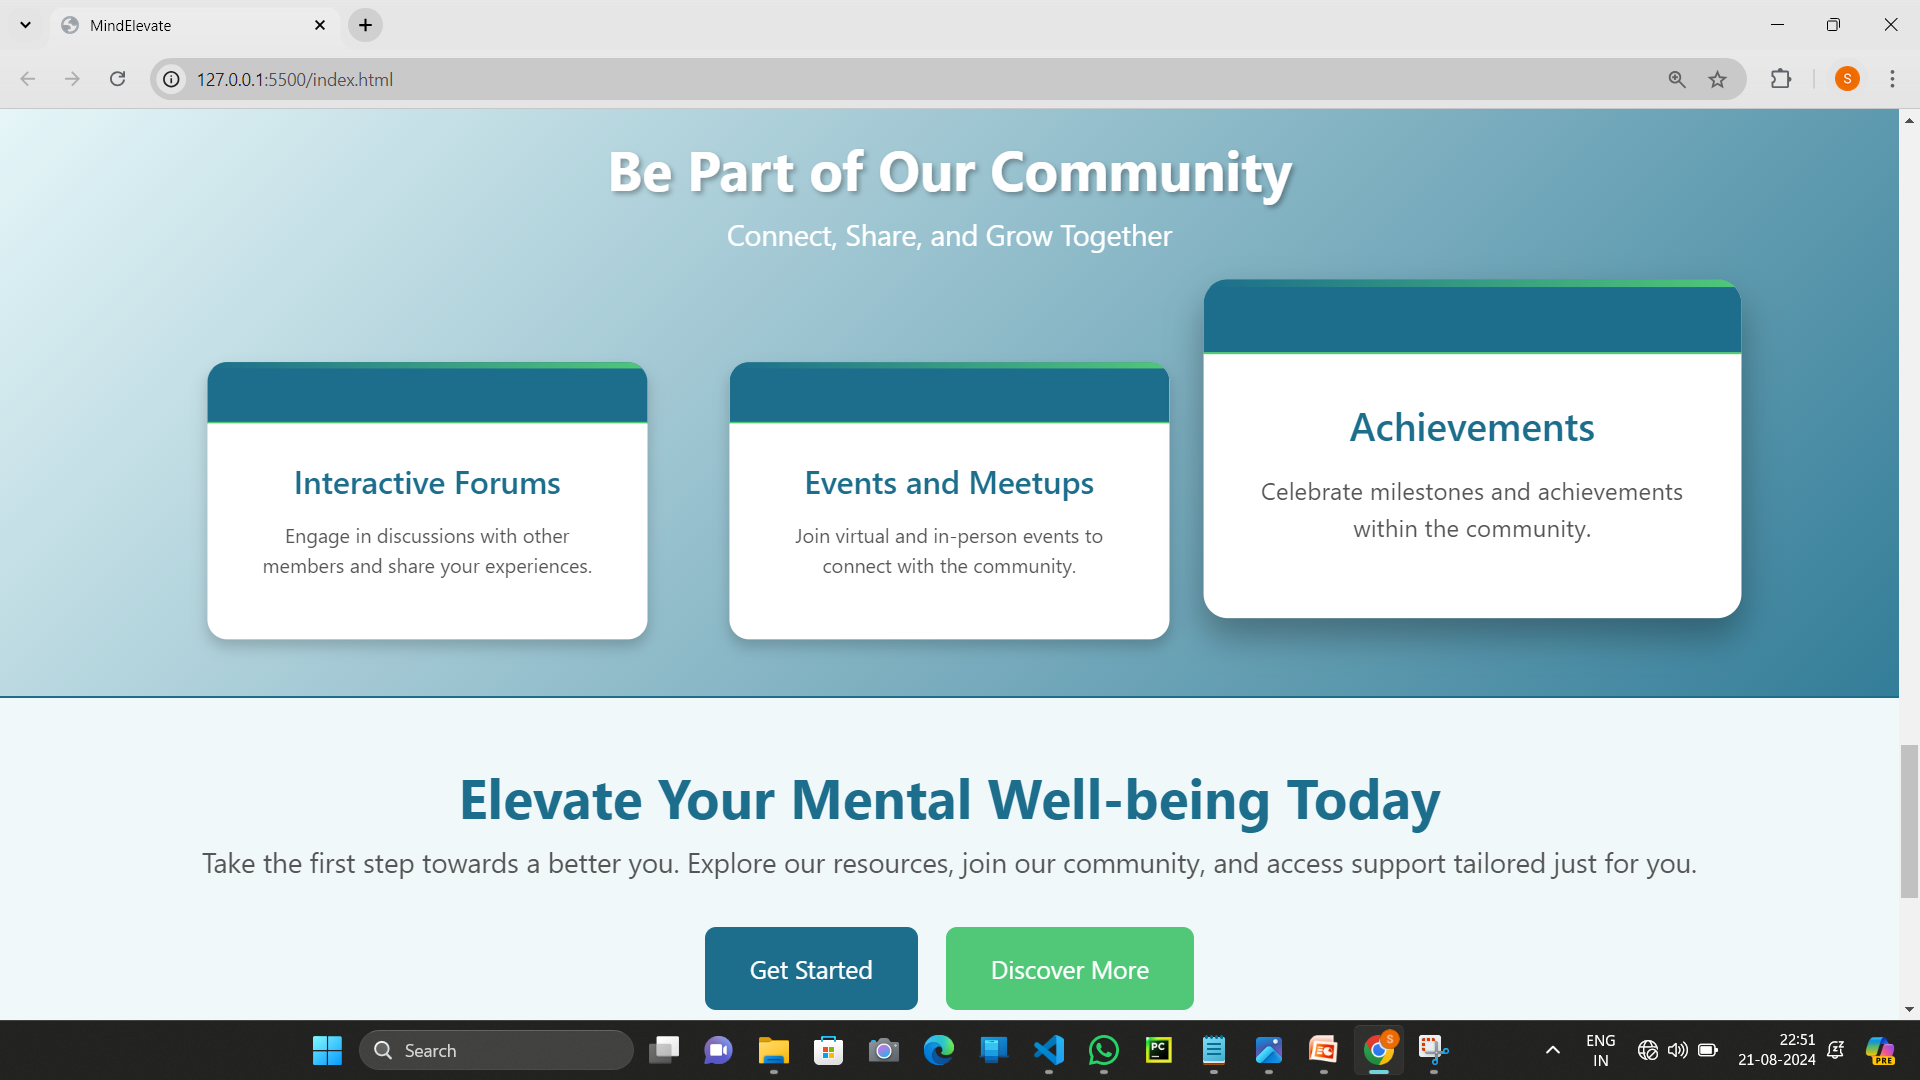 MindElevate
127.0.0.1:5500/index.html
S
Be Part of Our Community
Connect, Share, and Grow Together
Interactive Forums
Engage in discussions with other
members and share your experiences.
Events and Meetups
Join virtual and in-person events to
connect with the community.
Achievements
Celebrate milestones and achievements
within the community.
Elevate Your Mental Well-being Today
Take the first step towards a better you. Explore our resources, join our community, and access support tailored just for you.
Get Started
Discover More
Search
PC
S
ENG
IN
22:51
21-08-2024
PRE